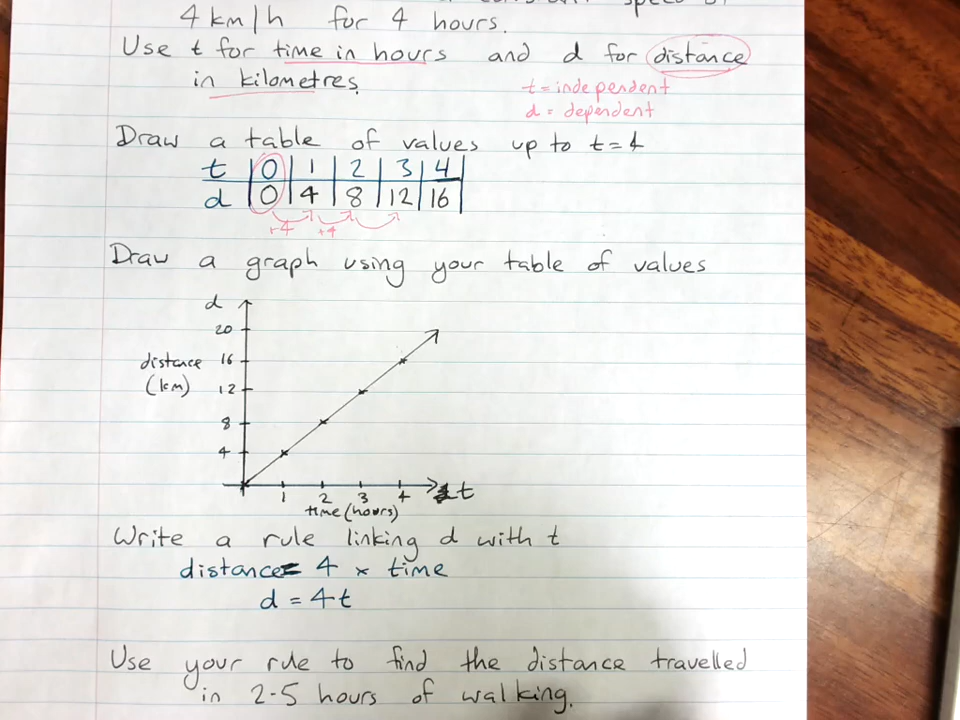 4 km/h for 4 hours.
Use t for time in hours and d for distance
in kilometres.
t = independent
d = dependent
Draw a table of values up to t = 4
t 0 1 2 3 4
d 0 4 8 12 16
+4 +4
Draw a graph using your table of values
d
20
distance 16
(km) 12
8
4
1 2 3 4 t
time (hours)
Write a rule linking d with t
distance = 4 × time
d = 4t
Use your rule to find the distance travelled
in 2.5 hours of walking.